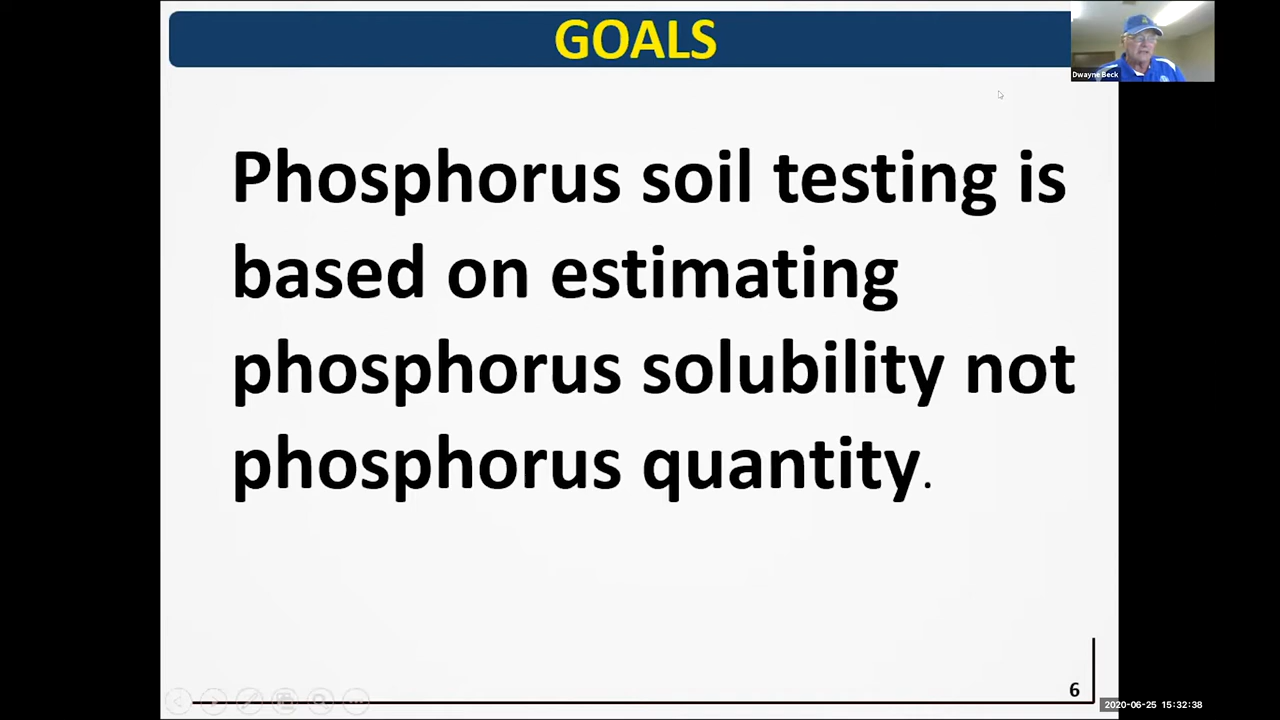 GOALS
Dwayne Beck
Phosphorus soil testing is
based on estimating
phosphorus solubility not
phosphorus quantity.
6
2020-06-25 15:32:38